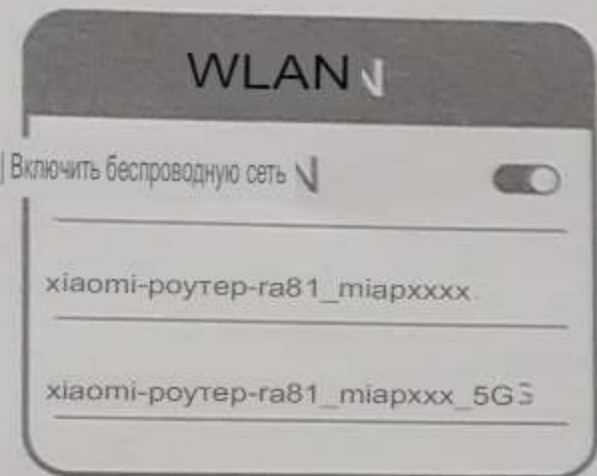 WLAN
Включить беспроводную сеть
xiaomi-роутер-ra81_miapxxxx
xiaomi-роутер-ra81_miapxxx_5G